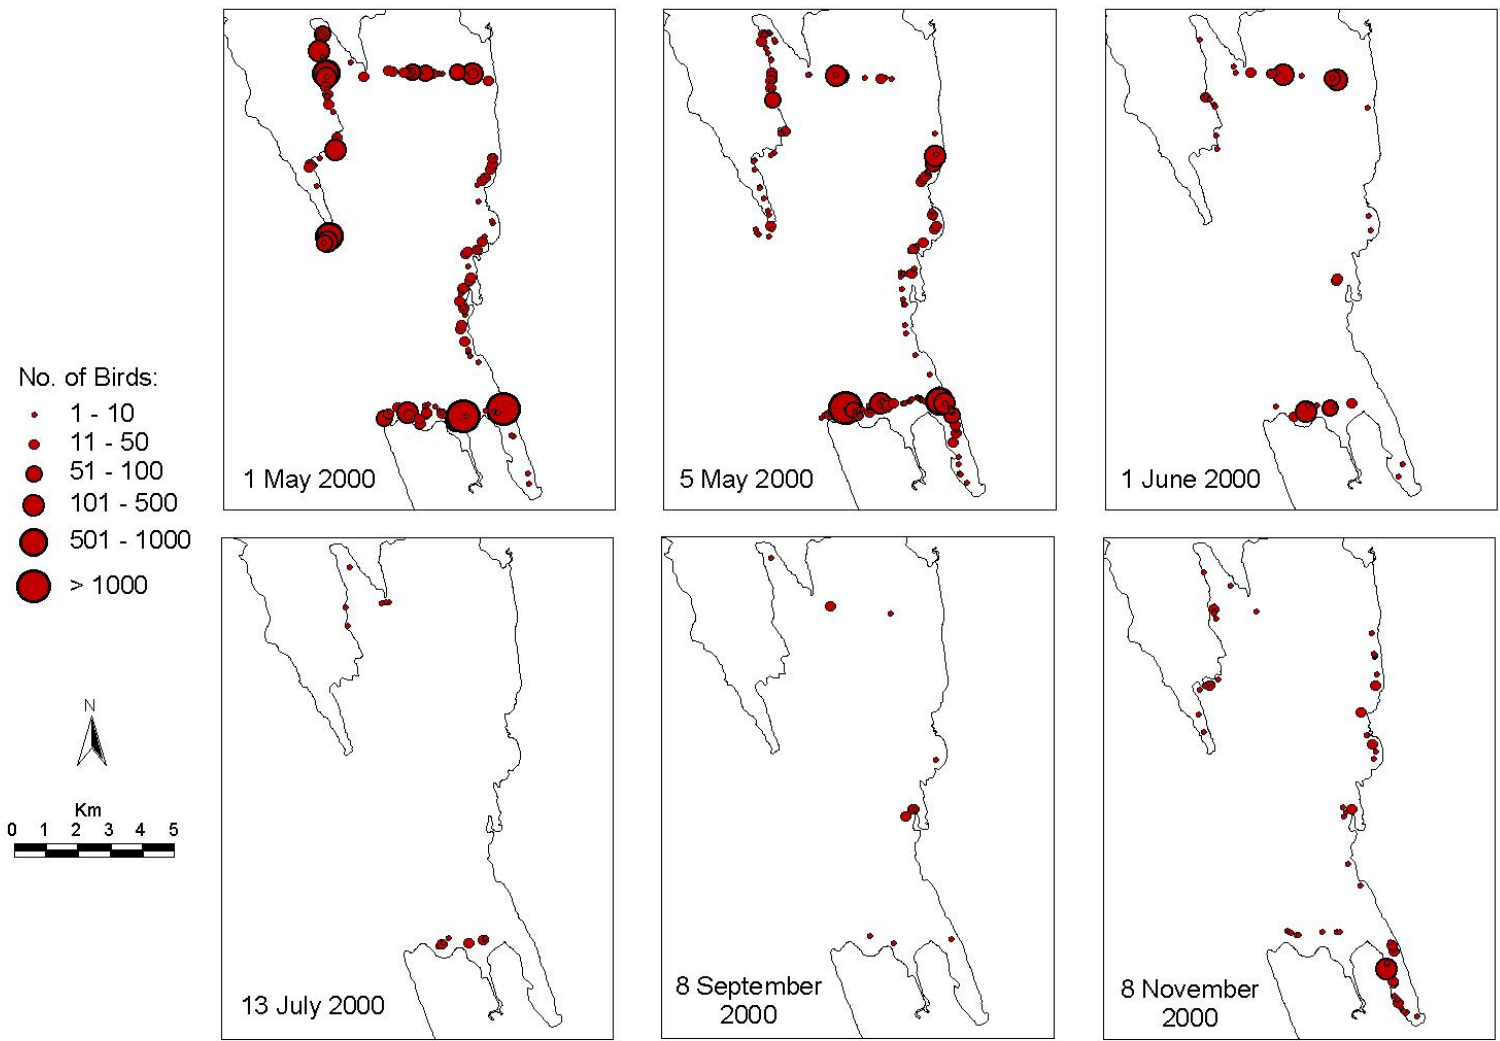 No. of Birds:
1 - 10
11 - 50
51 - 100
101 - 500
501 - 1000
> 1000
N
Km
0 1 2 3 4 5
1 May 2000
5 May 2000
1 June 2000
13 July 2000
8 September
2000
8 November
2000